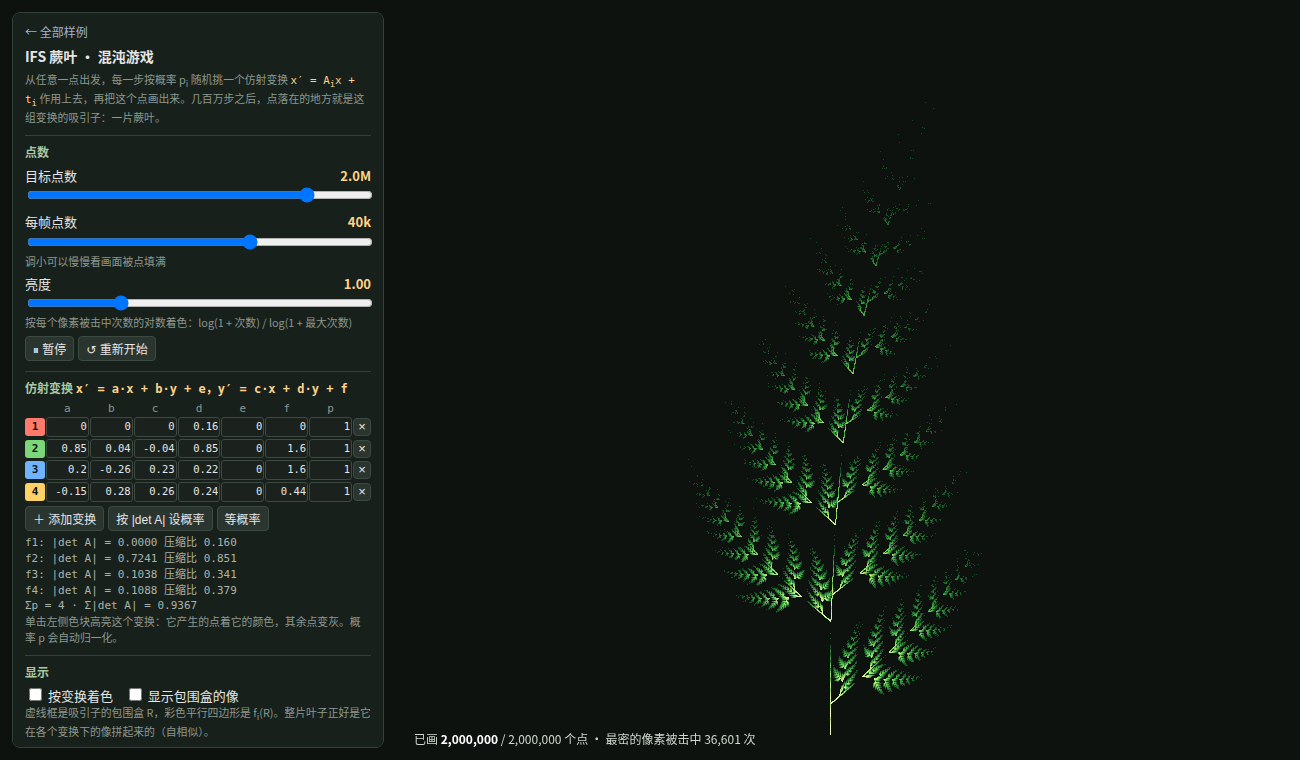 ← 全部样例
IFS 蕨叶 · 混沌游戏
从任意一点出发，每一步按概率 pi 随机挑一个仿射变换 x′ = Aix +
ti 作用上去，再把这个点画出来。几百万步之后，点落在的地方就是这
组变换的吸引子：一片蕨叶。
点数
目标点数 2.0M
每帧点数 40k
调小可以慢慢看画面被点填满
亮度 1.00
按每个像素被击中次数的对数着色：log(1 + 次数) / log(1 + 最大次数)
⏸ 暂停 ↺ 重新开始
仿射变换 x′ = a·x + b·y + e, y′ = c·x + d·y + f
a b c d e f p
1 0 0 0 0.16 0 0 1 ×
2 0.85 0.04 -0.04 0.85 0 1.6 1 ×
3 0.2 -0.26 0.23 0.22 0 1.6 1 ×
4 -0.15 0.28 0.26 0.24 0 0.44 1 ×
＋ 添加变换 按 |det A| 设概率 等概率
f1: |det A| = 0.0000 压缩比 0.160
f2: |det A| = 0.7241 压缩比 0.851
f3: |det A| = 0.1038 压缩比 0.341
f4: |det A| = 0.1088 压缩比 0.379
Σp = 4 · Σ|det A| = 0.9367
单击左侧色块高亮这个变换：它产生的点着它的颜色，其余点变灰。概
率 p 会自动归一化。
显示
按变换着色 显示包围盒的像
虚线框是吸引子的包围盒 R，彩色平行四边形是 fi(R)。整片叶子正好是它
在各个变换下的像拼起来的（自相似）。
已画 2,000,000 / 2,000,000 个点 · 最密的像素被击中 36,601 次